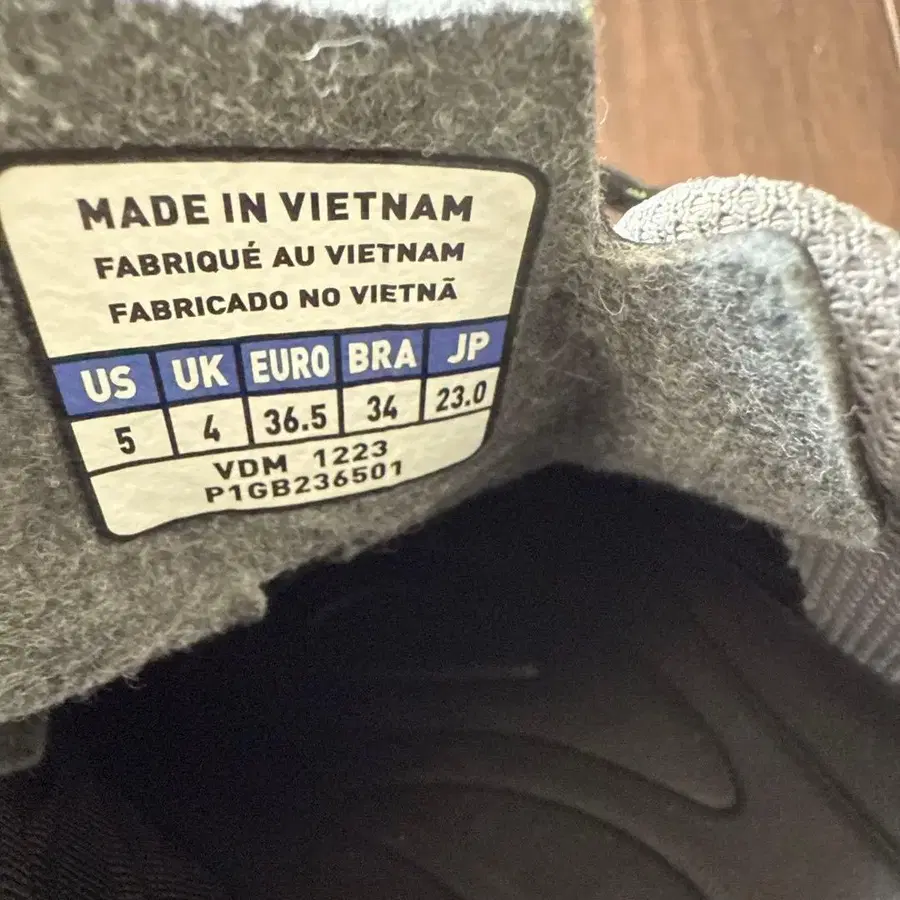 MADE IN VIETNAM
FABRIQUÉ AU VIETNAM
FABRICADO NO VIETNÃ
US UK EURO BRA JP
5 4 36.5 34 23.0
VDM 1223
P1GB236501